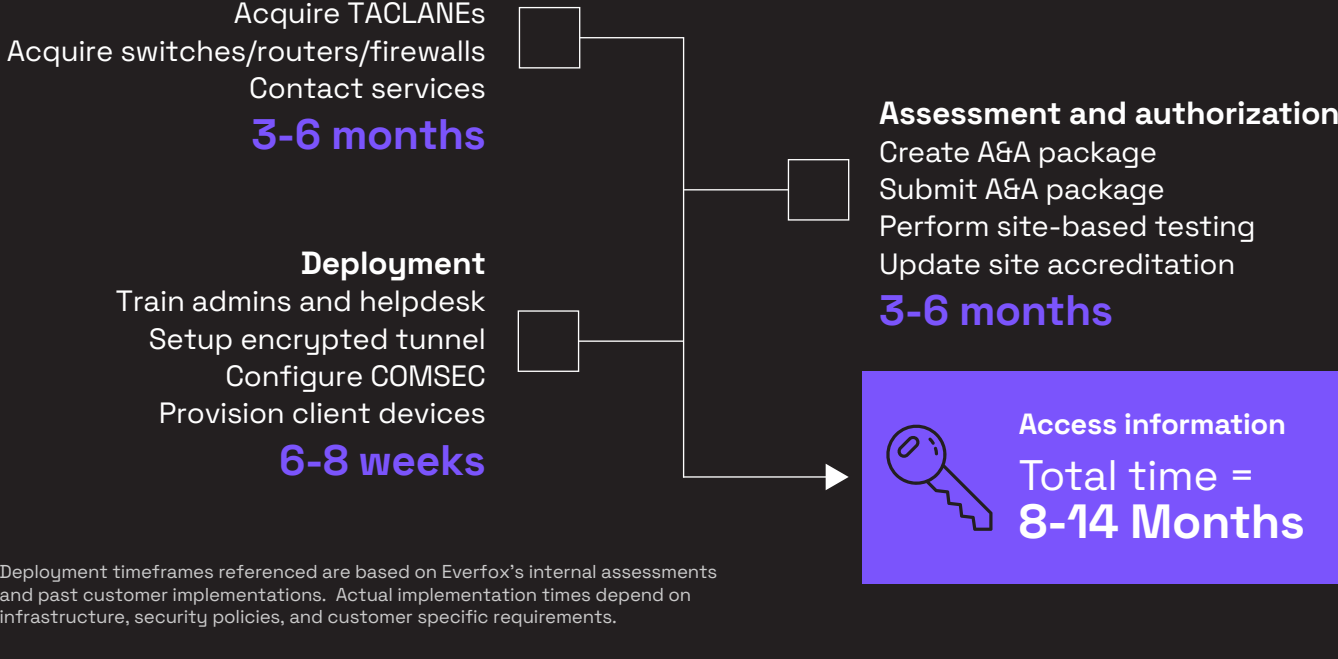 Acquire TACLANEs
Acquire switches/routers/firewalls
Contact services
3-6 months
Assessment and authorization
Create A&A package
Submit A&A package
Perform site-based testing
Update site accreditation
3-6 months
Deployment
Train admins and helpdesk
Setup encrypted tunnel
Configure COMSEC
Provision client devices
6-8 weeks
Access information
Total time =
8-14 Months
Deployment timeframes referenced are based on Everfox's internal assessments
and past customer implementations.  Actual implementation times depend on
infrastructure, security policies, and customer specific requirements.